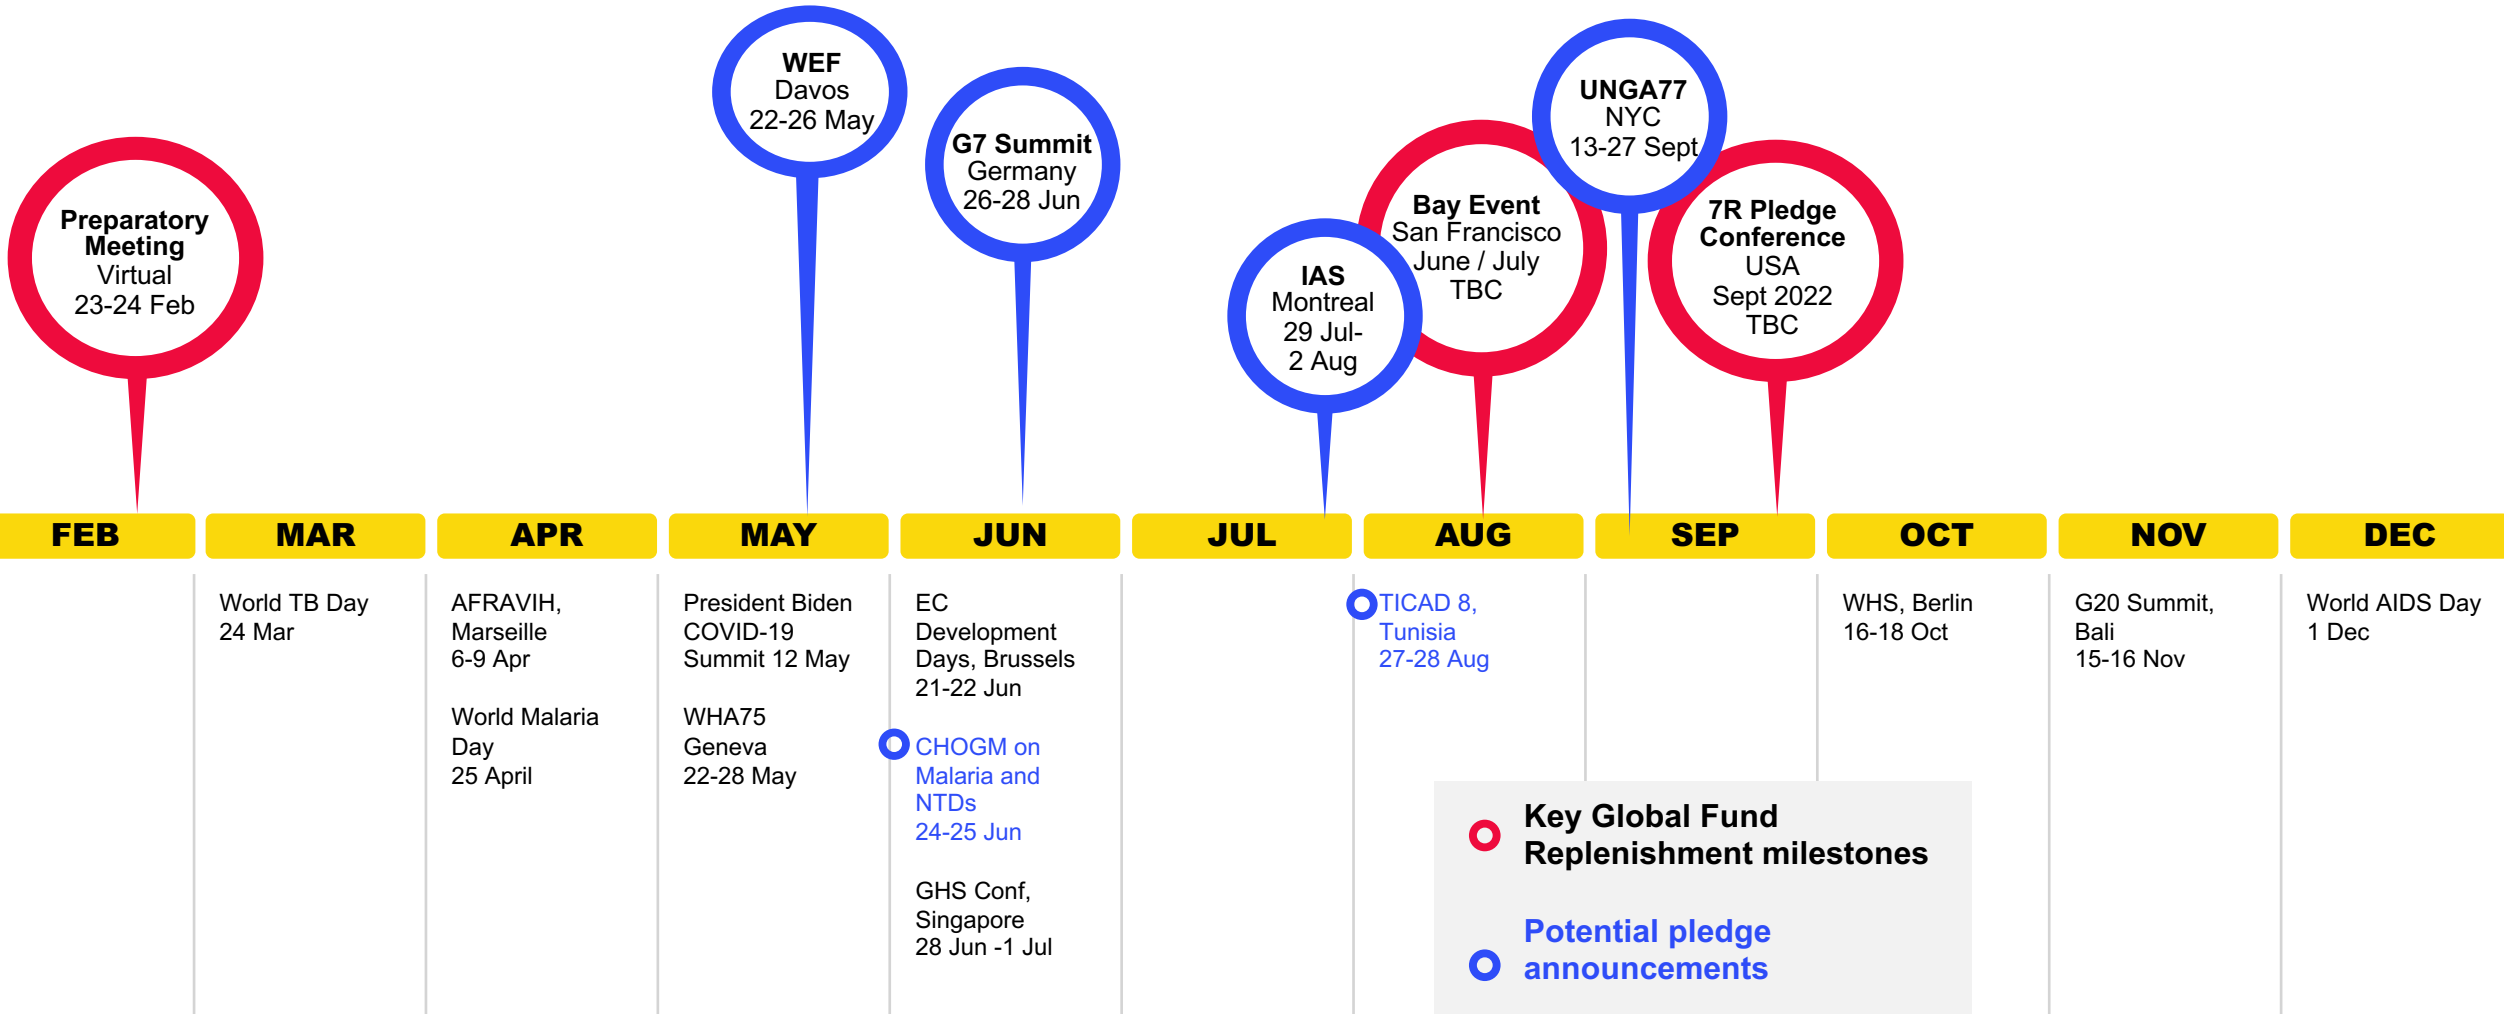 WEF
Davos
22-26 May
G7 Summit
Germany
26-28 Jun
UNGA77
NYC
13-27 Sept
Preparatory
Meeting
Virtual
23-24 Feb
IAS
Montreal
29 Jul-
2 Aug
Bay Event
San Francisco
June / July
TBC
7R Pledge
Conference
USA
Sept 2022
TBC
FEB
MAR
APR
MAY
JUN
JUL
AUG
SEP
OCT
NOV
DEC
World TB Day
24 Mar
AFRAVIH,
Marseille
6-9 Apr
World Malaria
Day
25 April
President Biden
COVID-19
Summit 12 May
WHA75
Geneva
22-28 May
EC
Development
Days, Brussels
21-22 Jun
CHOGM on
Malaria and
NTDs
24-25 Jun
GHS Conf,
Singapore
28 Jun -1 Jul
TICAD 8,
Tunisia
27-28 Aug
WHS, Berlin
16-18 Oct
G20 Summit,
Bali
15-16 Nov
World AIDS Day
1 Dec
Key Global Fund
Replenishment milestones
Potential pledge
announcements